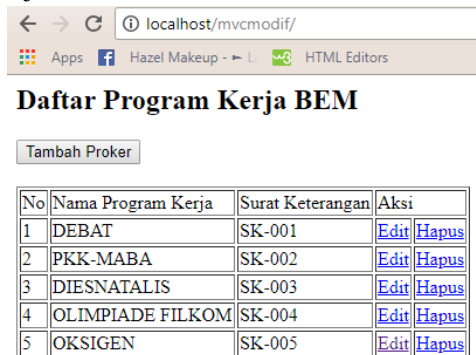 localhost/mvcmodif/
Apps Hazel Makeup - L HTML Editors
Daftar Program Kerja BEM
Tambah Proker
No Nama Program Kerja Surat Keterangan Aksi
1 DEBAT SK-001 Edit Hapus
2 PKK-MABA SK-002 Edit Hapus
3 DIESNATALIS SK-003 Edit Hapus
4 OLIMPIADE FILKOM SK-004 Edit Hapus
5 OKSIGEN SK-005 Edit Hapus